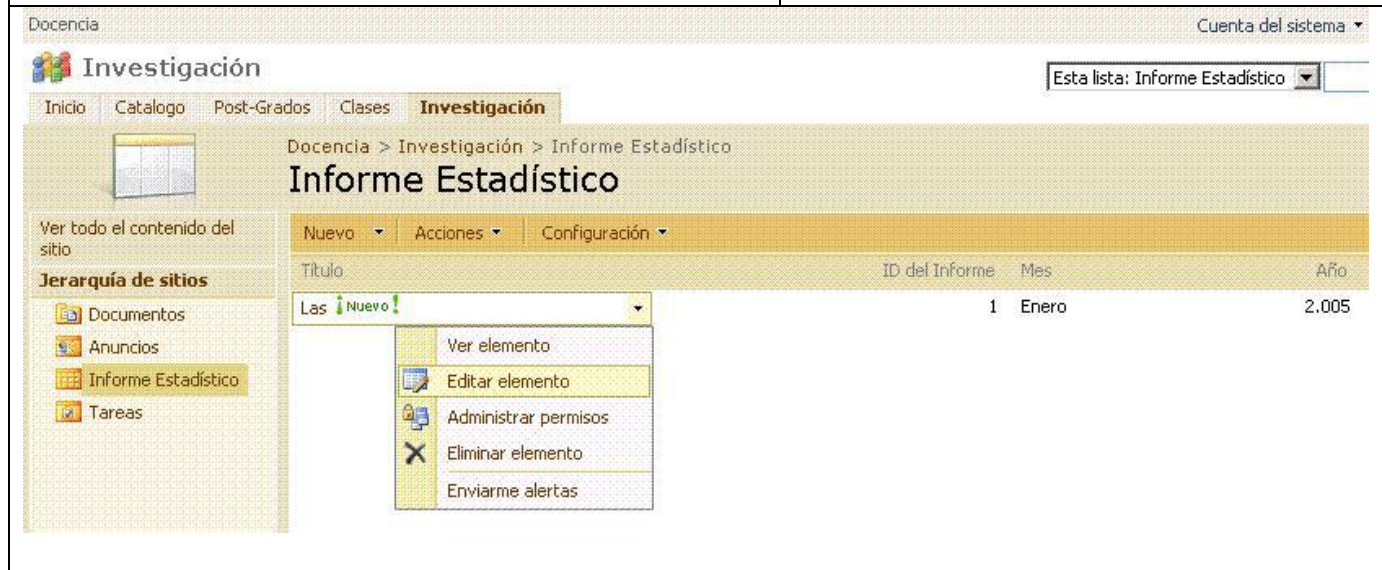 Docencia
Cuenta del sistema
Investigación
Esta lista: Informe Estadístico
Inicio Catalogo Post-Grados Clases Investigación
Docencia > Investigación > Informe Estadístico
Informe Estadístico
Ver todo el contenido del
sitio
Jerarquía de sitios
Documentos
Anuncios
Informe Estadístico
Tareas
Nuevo Acciones Configuración
Título ID del Informe Mes Año
Las ¡Nuevo! 1 Enero 2.005
Ver elemento
Editar elemento
Administrar permisos
Eliminar elemento
Enviarme alertas